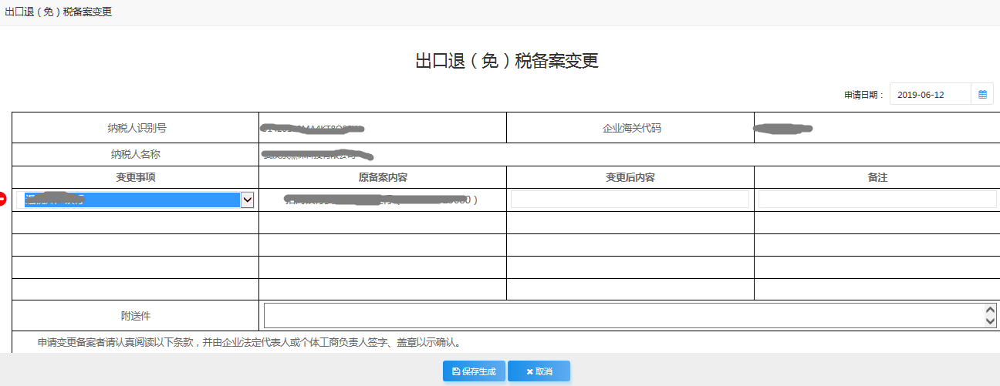 出口退（免）税备案变更
出口退（免）税备案变更
申请日期： 2019-06-12
纳税人识别号 企业海关代码
纳税人名称
变更事项 原备案内容 变更后内容 备注
）
附送件
申请变更备案者请认真阅读以下条款，并由企业法定代表人或个体工商负责人签字、盖章以示确认。
保存生成 取消